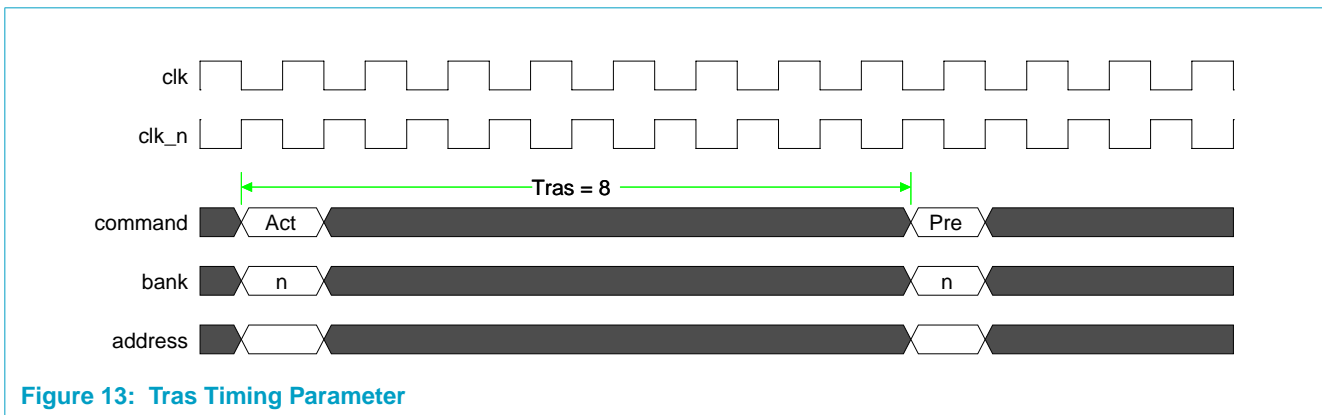 clk
clk_n
Tras = 8
command Act Pre
bank n n
address
Figure 13: Tras Timing Parameter